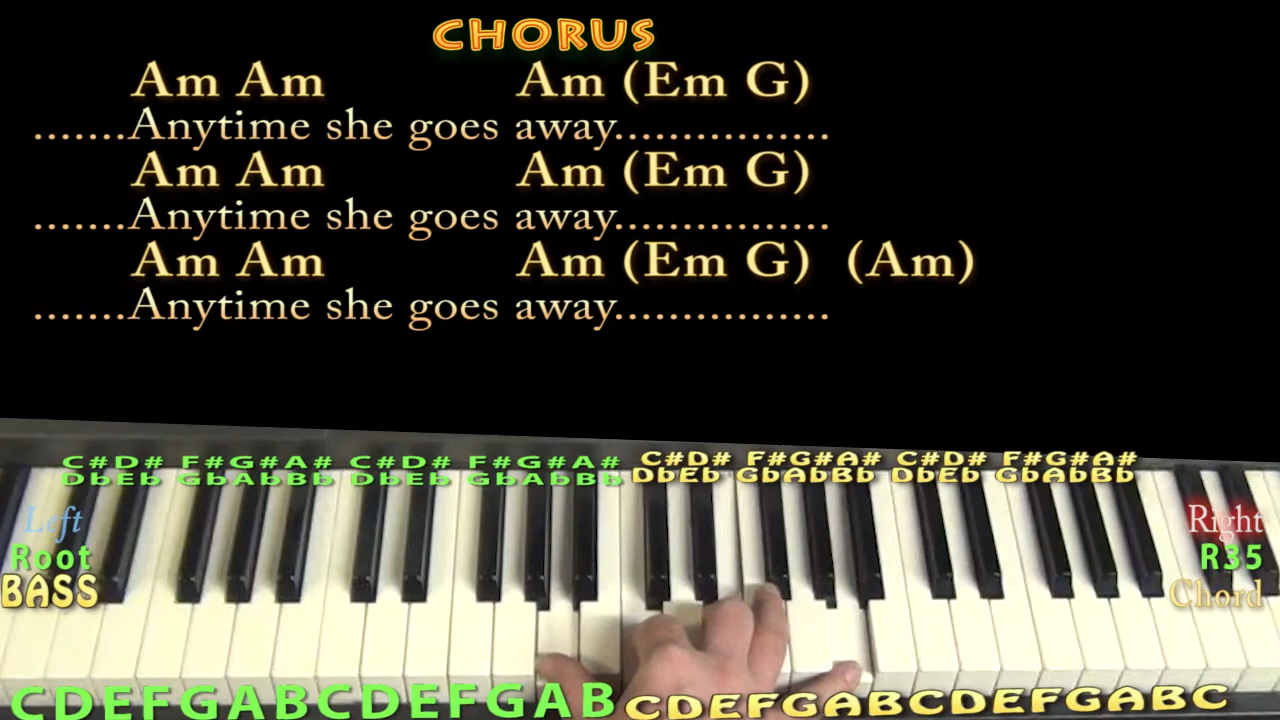 CHORUS
Am Am Am (Em G)
.......Anytime she goes away................
Am Am Am (Em G)
.......Anytime she goes away................
Am Am Am (Em G) (Am)
.......Anytime she goes away................
C#D# F#G#A# C#D# F#G#A# C#D# F#G#A# C#D# F#G#A#
DbEb GbAbBb DbEb GbAbBb DbEb GbAbBb DbEb GbAbBb
Left
Root
BASS
Right
R35
Chord
CDEFGABCDEFGAB CDEFGABCDEFGABC